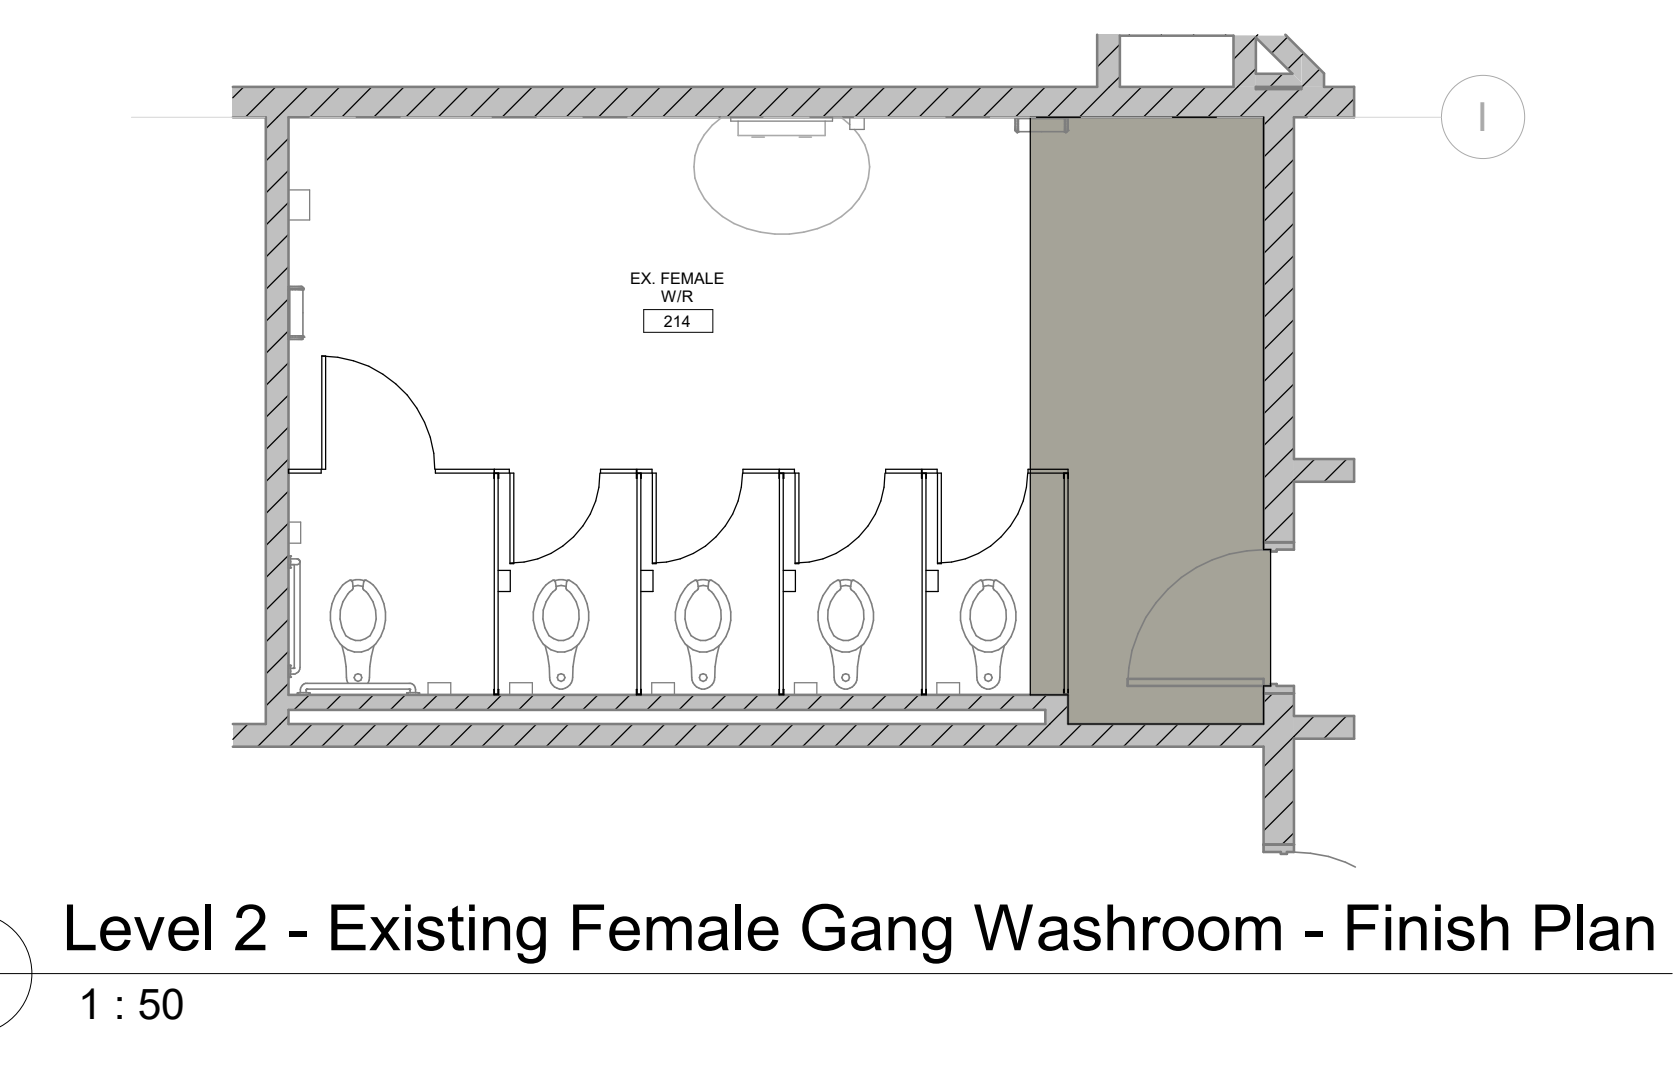 I
EX. FEMALE
W/R
214
Level 2 - Existing Female Gang Washroom - Finish Plan
1 : 50